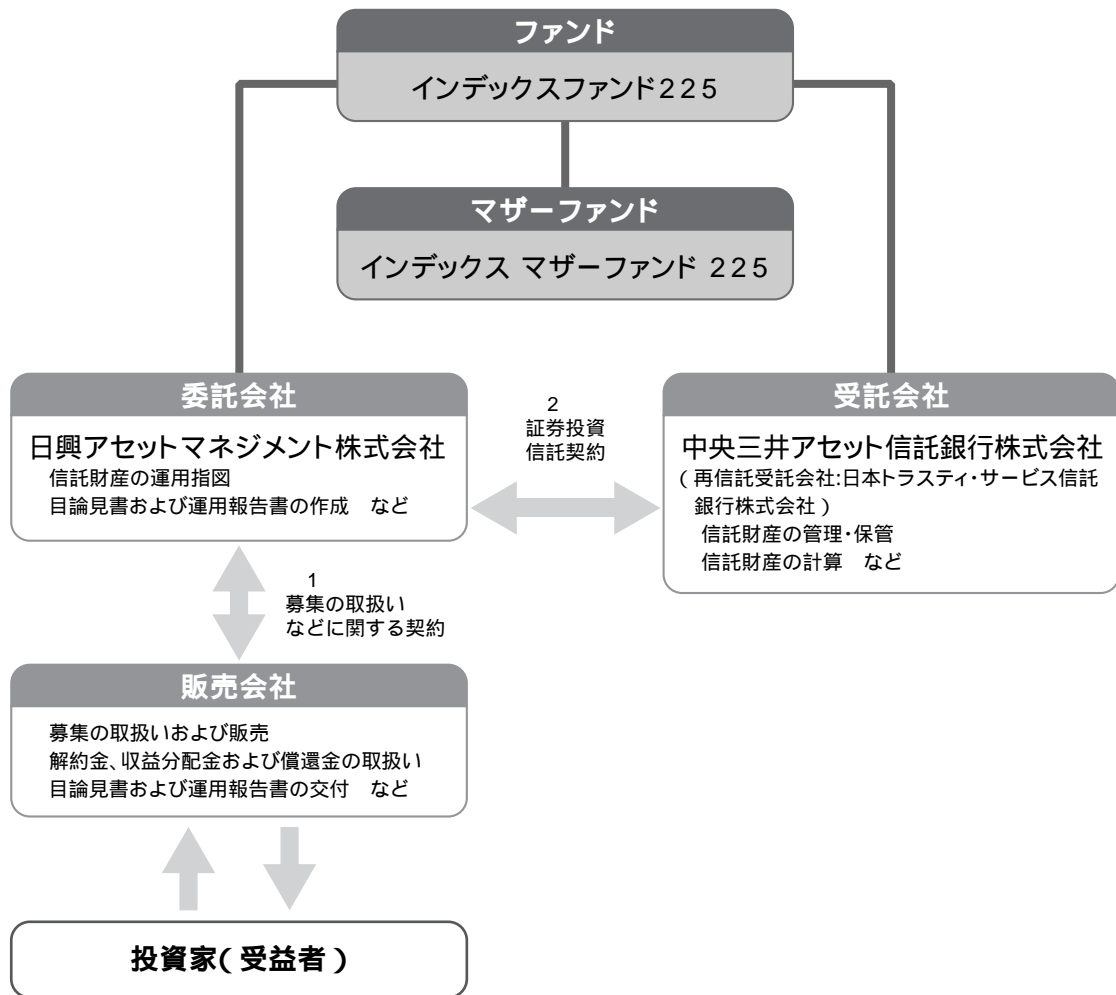 ファンド
インデックスファンド225
マザーファンド
インデックス マザーファンド 225
委託会社
日興アセットマネジメント株式会社
信託財産の運用指図
目論見書および運用報告書の作成　など
2
証券投資
信託契約
受託会社
中央三井アセット信託銀行株式会社
(再信託受託会社:日本トラスティ・サービス信託
銀行株式会社)
信託財産の管理・保管
信託財産の計算　など
1
募集の取扱い
などに関する契約
販売会社
募集の取扱いおよび販売
解約金、収益分配金および償還金の取扱い
目論見書および運用報告書の交付　など
投資家(受益者)